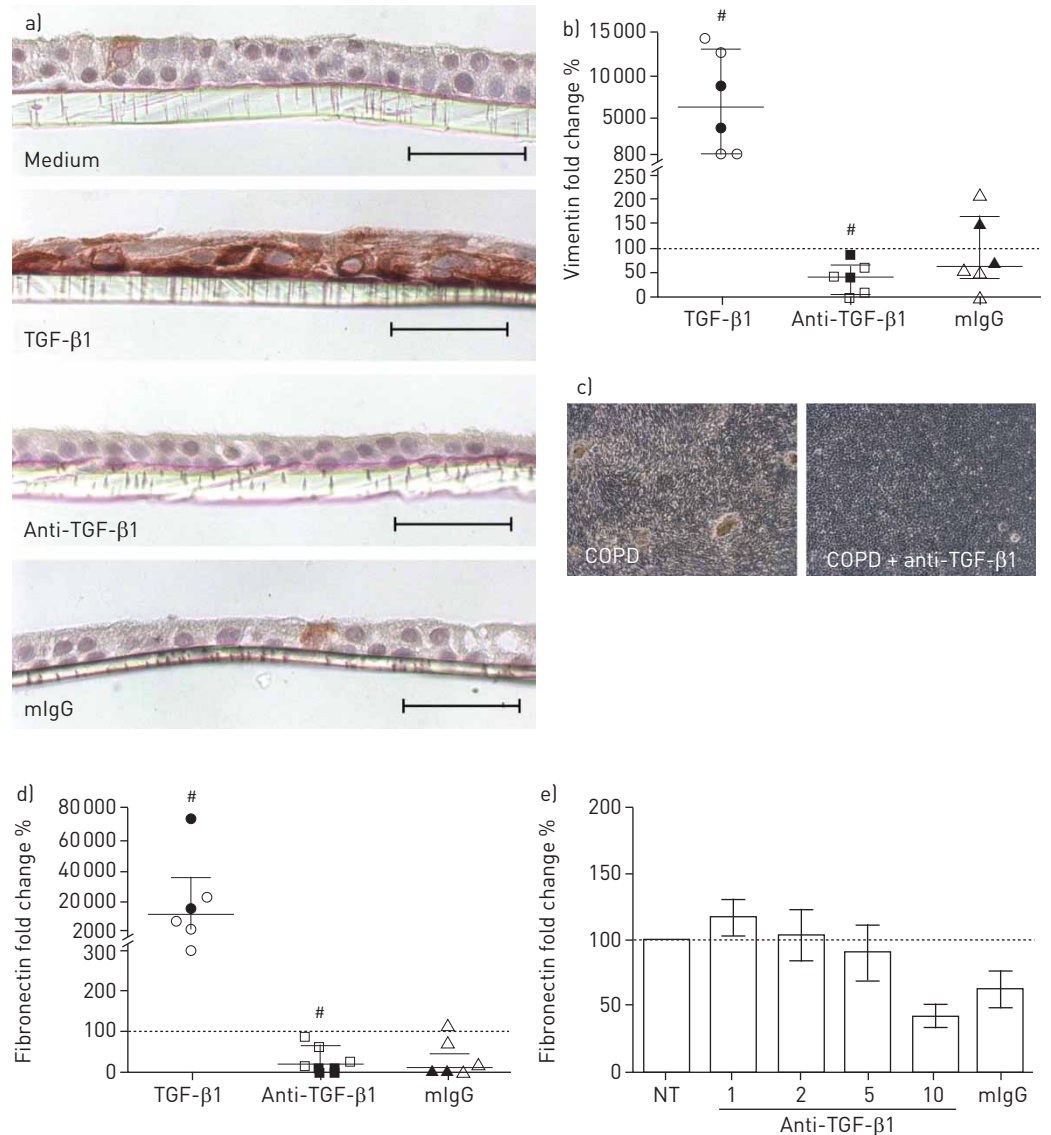 a)
Medium
TGF-β1
Anti-TGF-β1
mIgG
b)
Vimentin fold change %
15 000
10 000
5000
800
250
200
150
100
50
0
#
#
TGF-β1 Anti-TGF-β1 mIgG
c)
COPD
COPD + anti-TGF-β1
d)
Fibronectin fold change %
80 000
60 000
40 000
20 000
2000
300
200
100
0
#
#
TGF-β1 Anti-TGF-β1 mIgG
e)
Fibronectin fold change %
200
150
100
50
0
NT 1 2 5 10 mIgG
Anti-TGF-β1